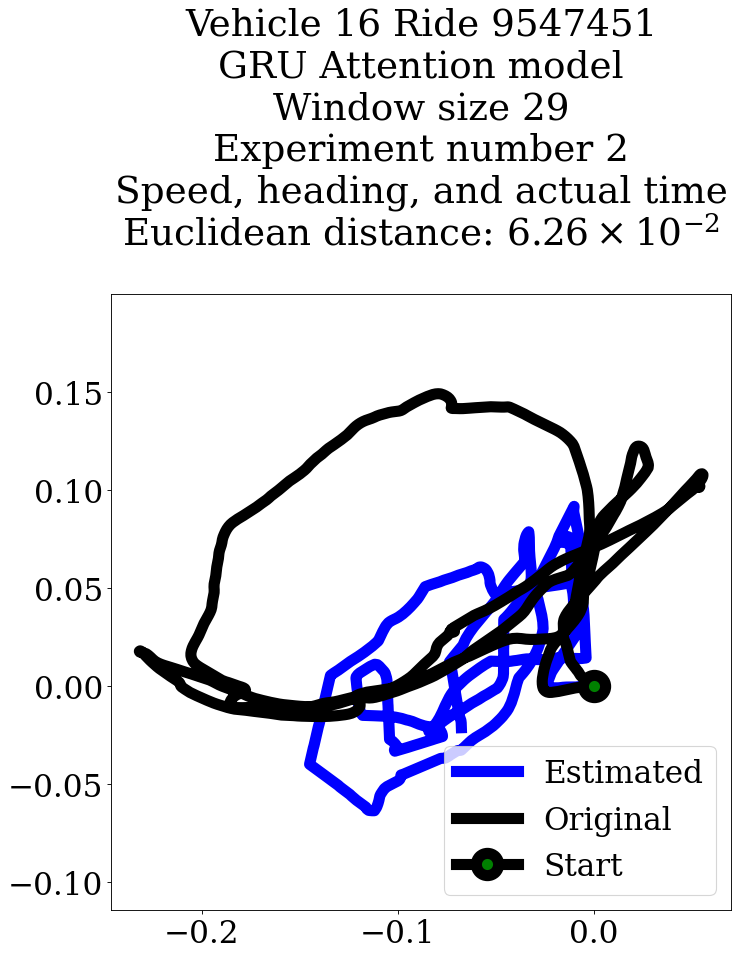 Vehicle 16 Ride 9547451
GRU Attention model
Window size 29
Experiment number 2
Speed, heading, and actual time
Euclidean distance: 6.26 × 10⁻²
0.15
0.10
0.05
0.00
−0.05
−0.10
−0.2 −0.1 0.0
Estimated
Original
Start